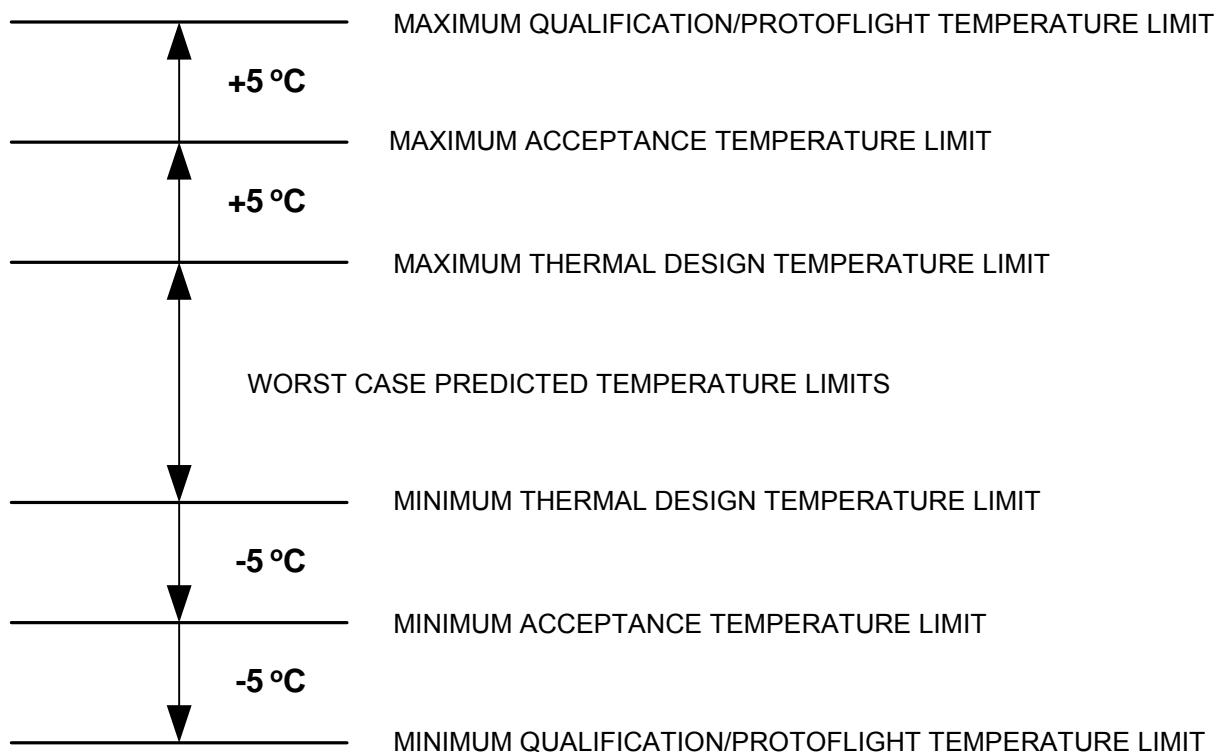 MAXIMUM QUALIFICATION/PROTOFLIGHT TEMPERATURE LIMIT
+5 ºC
MAXIMUM ACCEPTANCE TEMPERATURE LIMIT
+5 ºC
MAXIMUM THERMAL DESIGN TEMPERATURE LIMIT
WORST CASE PREDICTED TEMPERATURE LIMITS
MINIMUM THERMAL DESIGN TEMPERATURE LIMIT
-5 ºC
MINIMUM ACCEPTANCE TEMPERATURE LIMIT
-5 ºC
MINIMUM QUALIFICATION/PROTOFLIGHT TEMPERATURE LIMIT